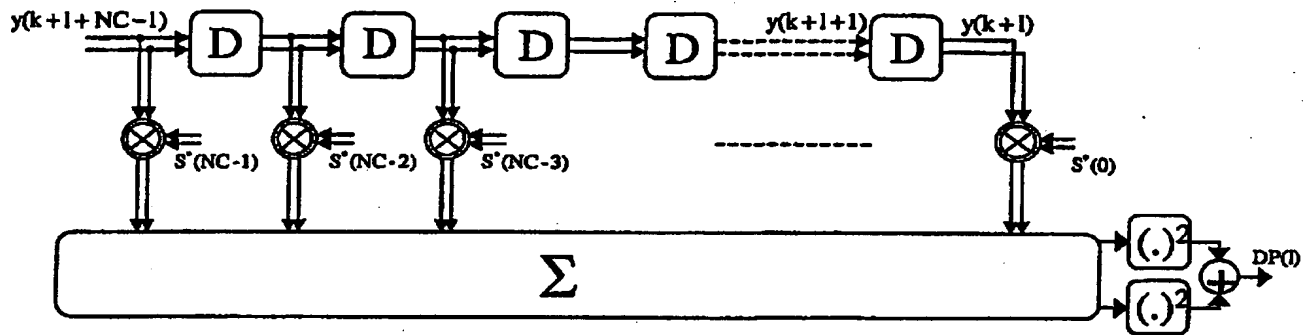 y(k+l+NC-1)
y(k+l+1)
y(k+l)
D
D
D
D
D
S*(NC-1)
S*(NC-2)
S*(NC-3)
S*(0)
Σ
(.)²
(.)²
+
DP(l)